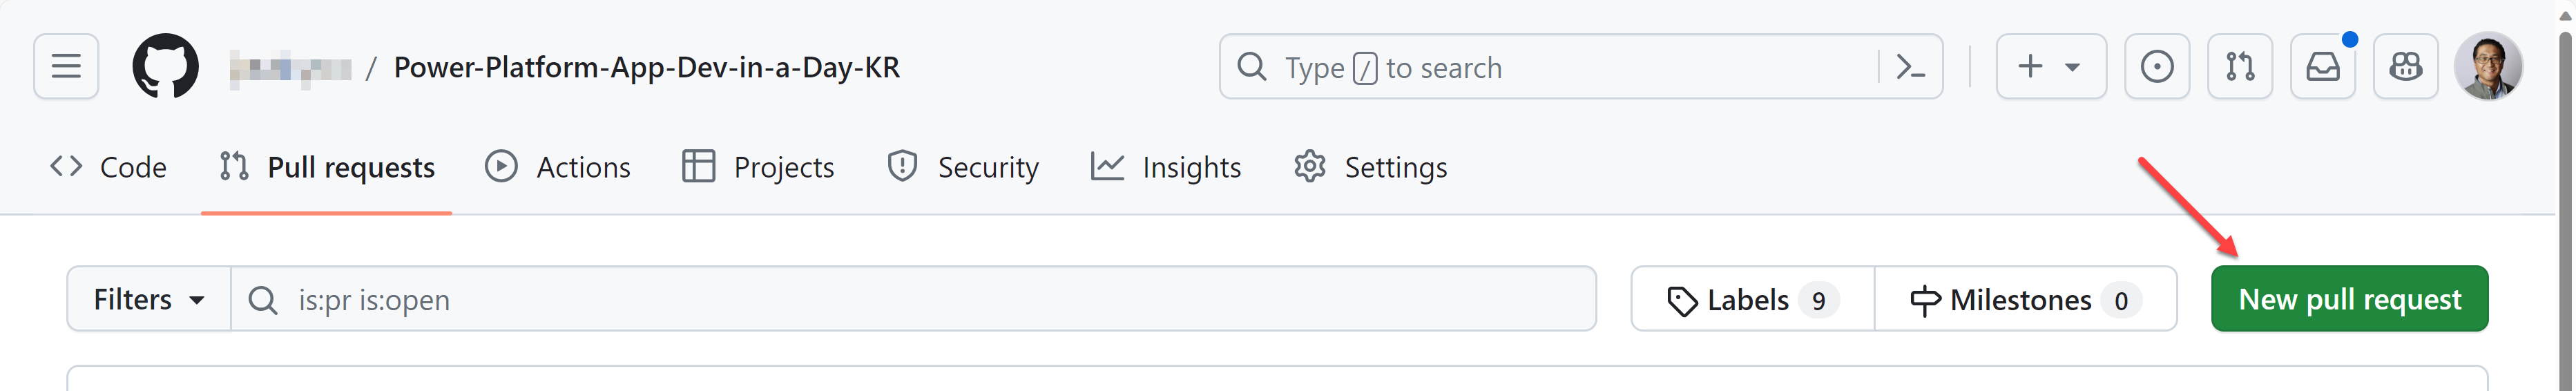 / Power-Platform-App-Dev-in-a-Day-KR
Type / to search
Code Pull requests Actions Projects Security Insights Settings
Filters is:pr is:open Labels 9 Milestones 0 New pull request